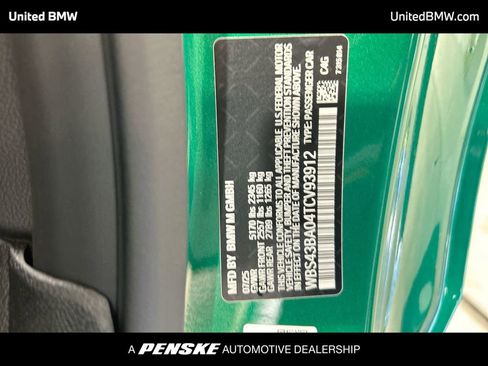 United BMW
UnitedBMW.com
MFD BY BMW M GMBH
07/25
GVWR 5170 lbs 2345 kg
GAWR FRONT 2557 lbs 1160 kg
GAWR REAR 2789 lbs 1265 kg
THIS VEHICLE CONFORMS TO ALL APPLICABLE U.S. FEDERAL MOTOR
VEHICLE SAFETY, BUMPER AND THEFT PREVENTION STANDARDS
IN EFFECT ON THE DATE OF MANUFACTURE SHOWN ABOVE.
WBS43BA04TCV93912 TYPE: PASSENGER CAR
C4G
A PENSKE AUTOMOTIVE DEALERSHIP